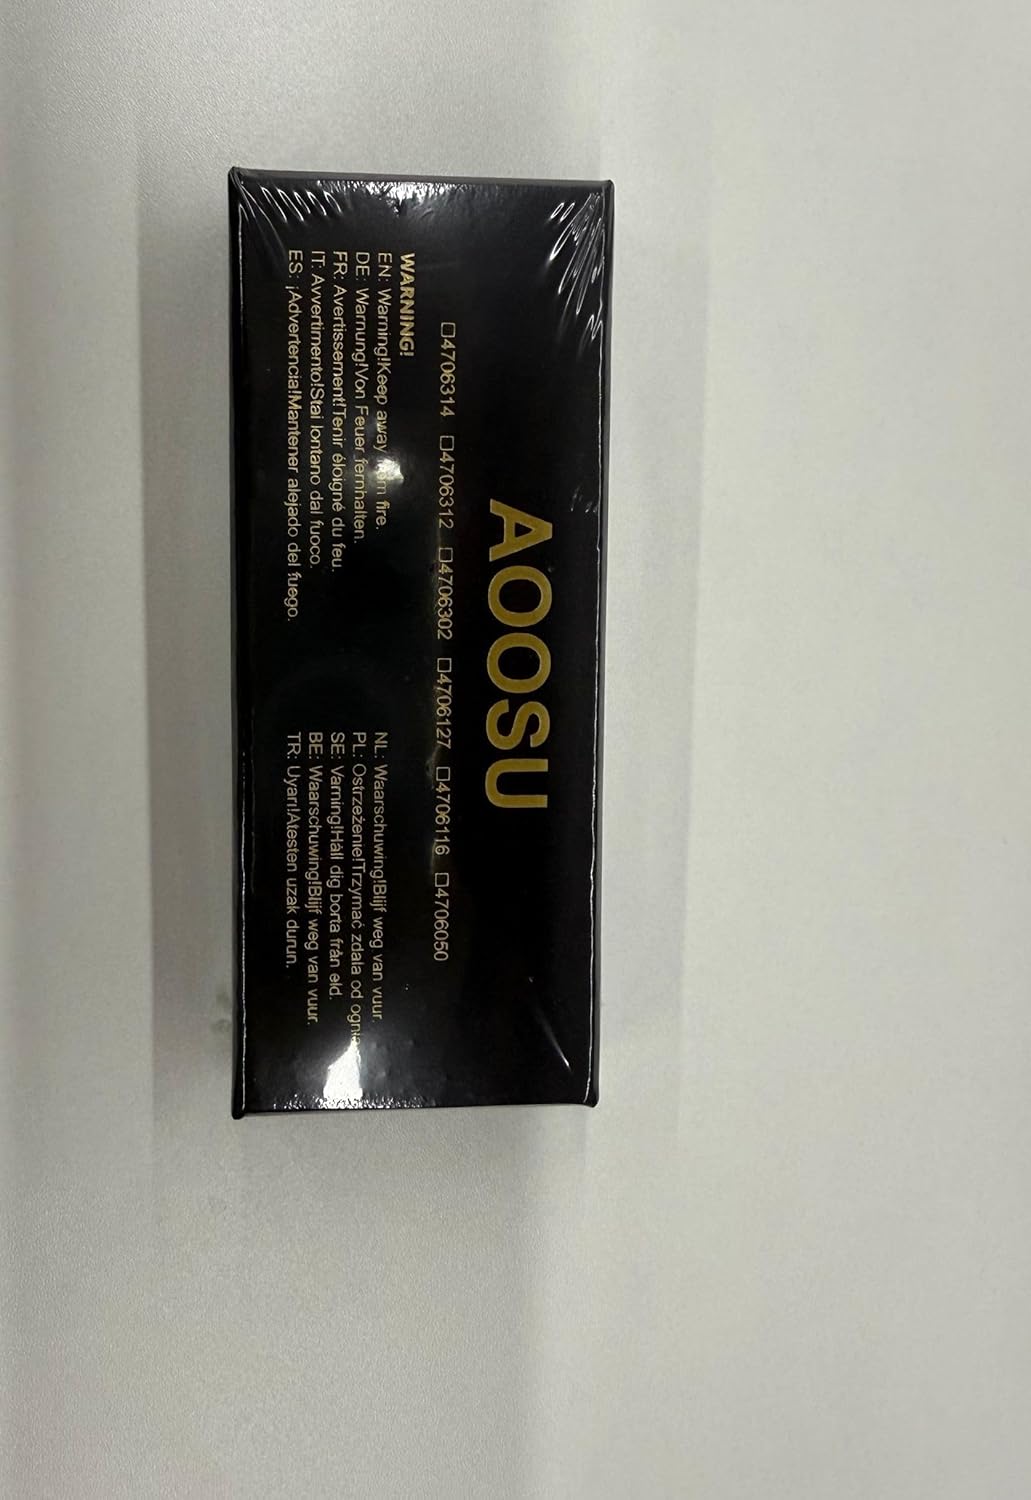 AOOSU
☐4706314 ☐4706312 ☐4706302 ☐4706127 ☐4706116 ☐4706050
WARNING!
EN: Warning!Keep away from fire.
DE: Warnung!Von Feuer fernhalten.
FR: Avertissement!Tenir éloigné du feu.
IT: Avvertimento!Stai lontano dal fuoco.
ES: ¡Advertencia!Mantener alejado del fuego.
NL: Waarschuwing!Blijf weg van vuur.
PL: Ostrzeżenie!Trzymać zdala od ognia
SE: Varning!Håll dig borta från eld.
BE: Waarschuwing!Blijf weg van vuur.
TR: Uyarı!Atesten uzak durun.